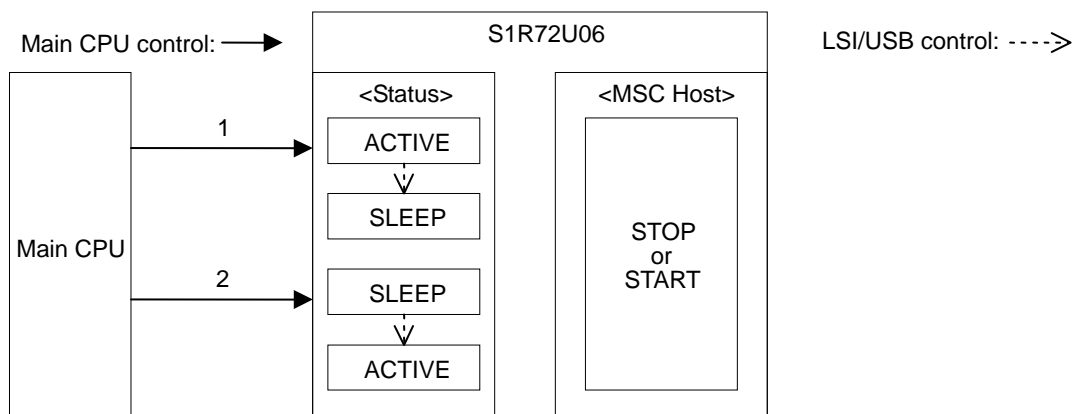 S1R72U06
Main CPU control:
LSI/USB control:
<Status>
<MSC Host>
1
ACTIVE
SLEEP
Main CPU
STOP
or
START
2
SLEEP
ACTIVE